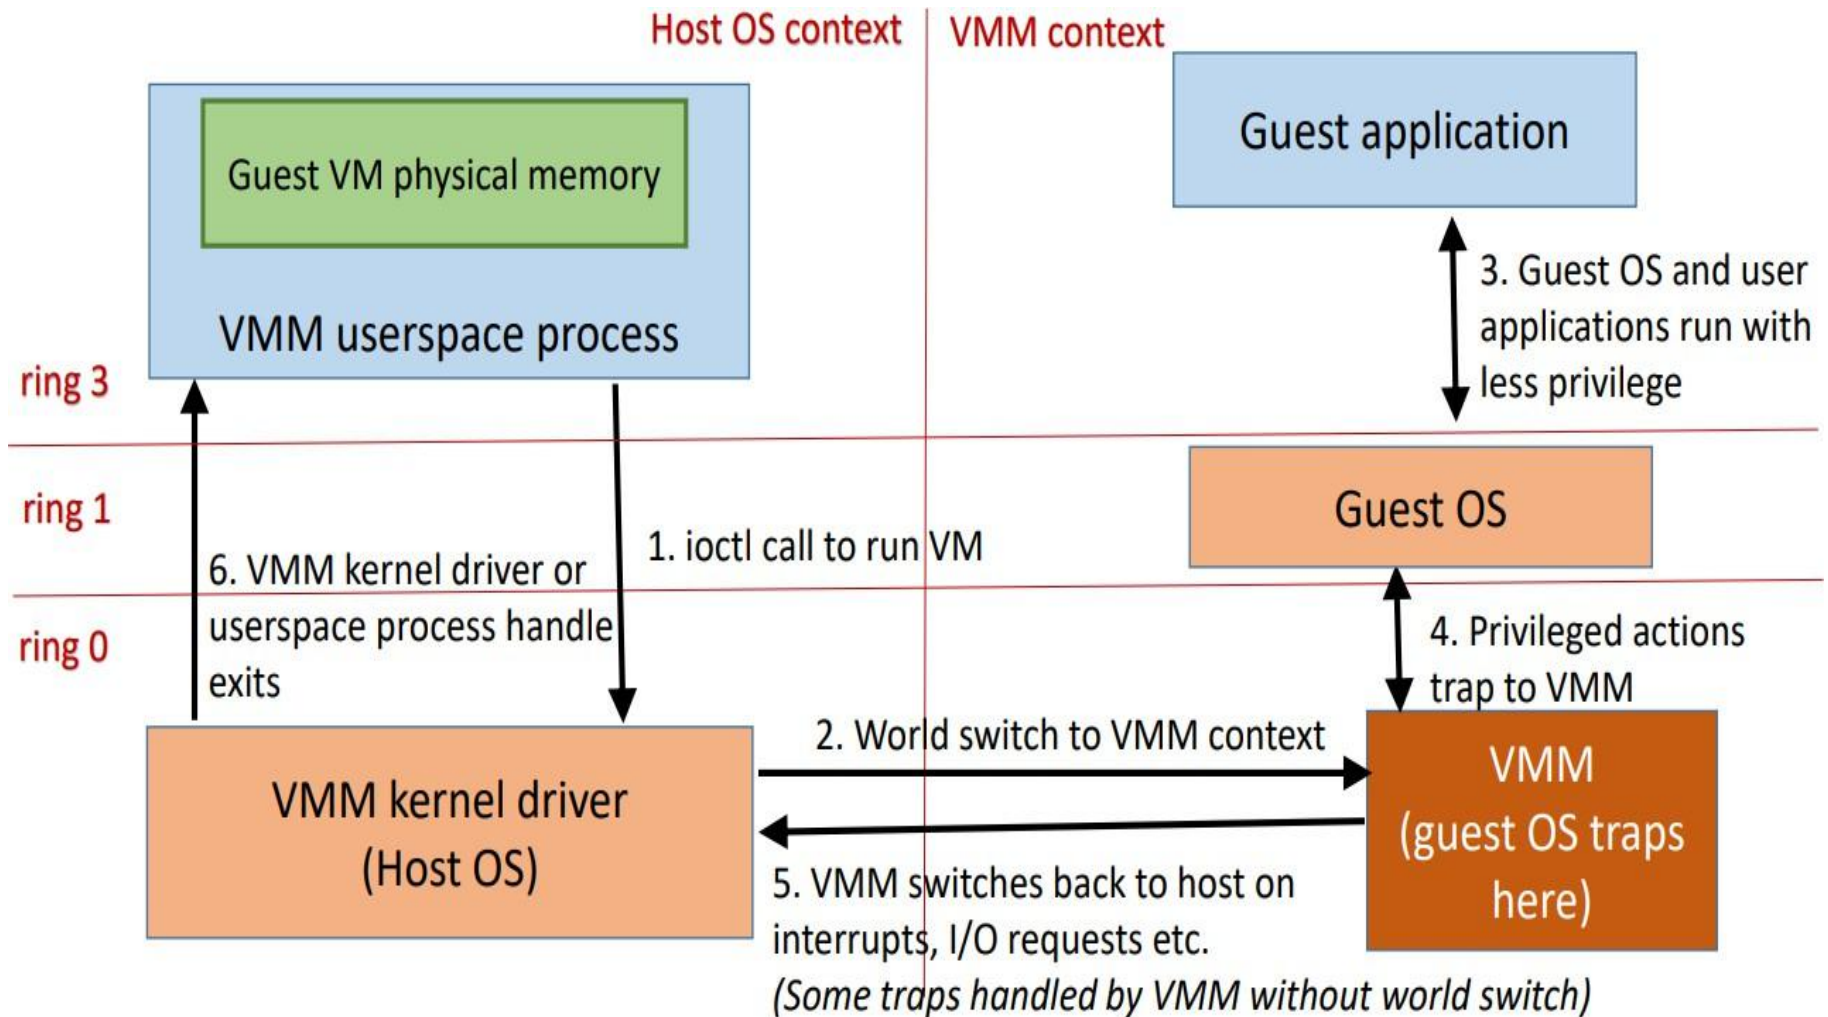 Host OS context
VMM context
Guest VM physical memory
VMM userspace process
Guest application
3. Guest OS and user
applications run with
less privilege
ring 3
ring 1
Guest OS
1. ioctl call to run VM
6. VMM kernel driver or
userspace process handle
exits
ring 0
4. Privileged actions
trap to VMM
2. World switch to VMM context
VMM kernel driver
(Host OS)
VMM
(guest OS traps
here)
5. VMM switches back to host on
interrupts, I/O requests etc.
(Some traps handled by VMM without world switch)